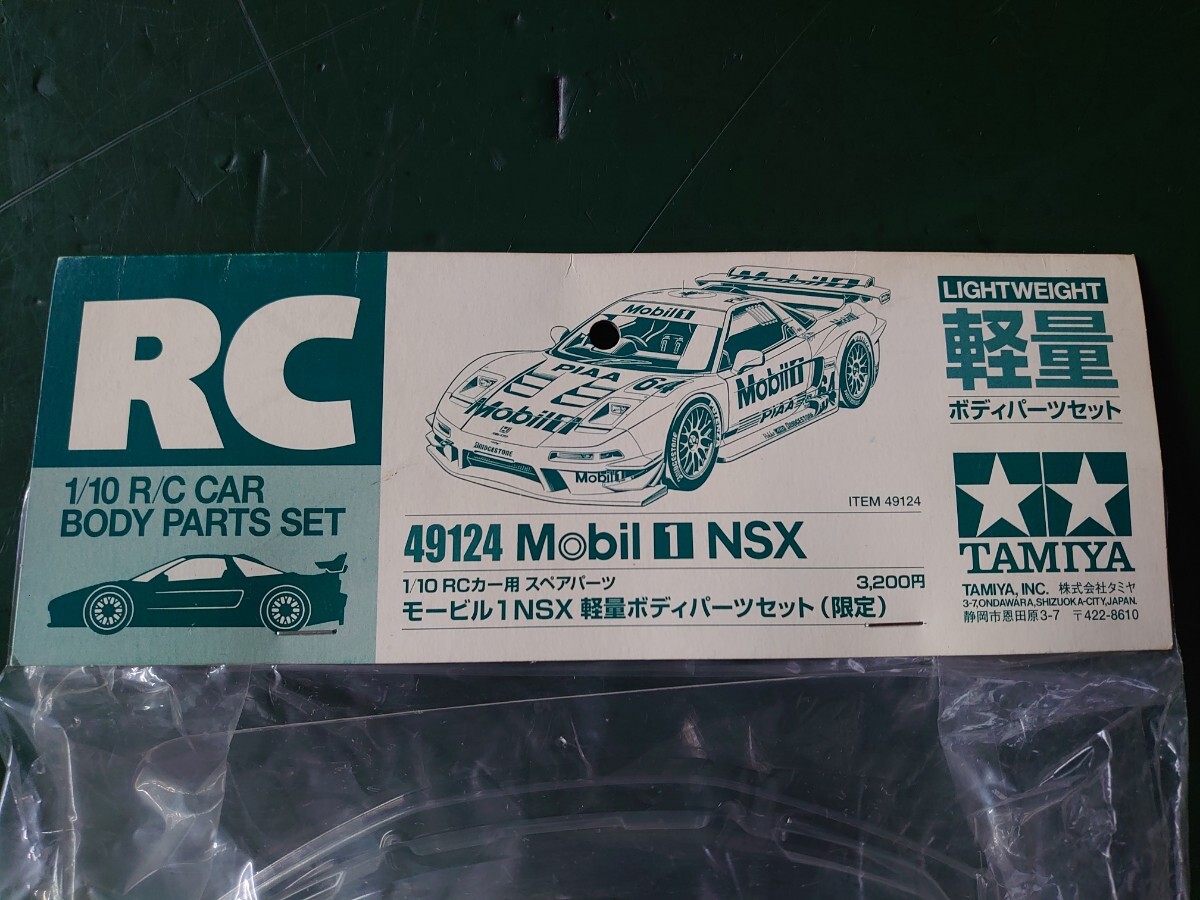 RC
1/10 R/C CAR
BODY PARTS SET
Mobil 1
Mobil 1
PIAA
64
Mobil 1
BRIDGESTONE
Mobil 1
Mobil 1
PIAA
ITEM 49124
49124 Mobil 1 NSX
1/10 RCカー用 スペアパーツ 3,200円
モービル1NSX 軽量ボディパーツセット(限定)
LIGHTWEIGHT
軽量
ボディパーツセット
TAMIYA
TAMIYA, INC. 株式会社タミヤ
3-7,ONDAWARA,SHIZUOKA-CITY,JAPAN.
静岡市恩田原3-7 〒422-8610